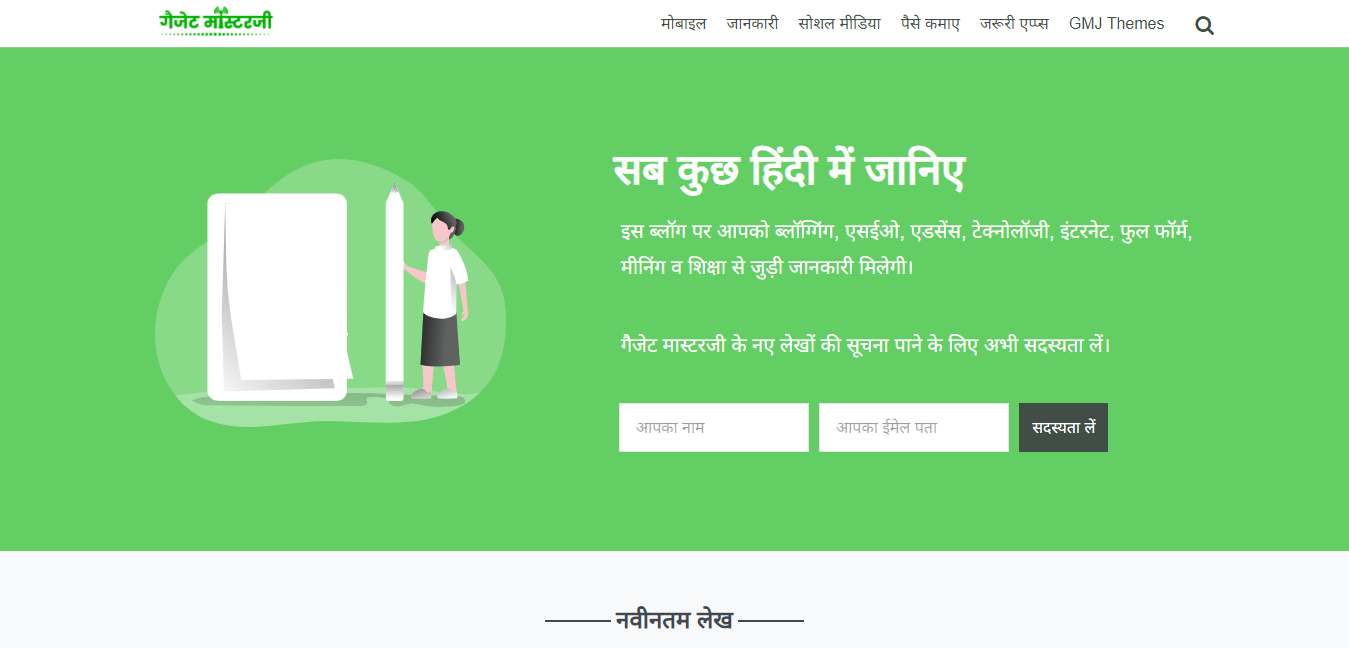 गैजेट मास्टरजी
मोबाइल जानकारी सोशल मीडिया पैसे कमाए जरूरी एप्प्स GMJ Themes
सब कुछ हिंदी में जानिए
इस ब्लॉग पर आपको ब्लॉग्गिंग, एसईओ, एडसेंस, टेक्नोलॉजी, इंटरनेट, फुल फॉर्म,
मीनिंग व शिक्षा से जुड़ी जानकारी मिलेगी।
गैजेट मास्टरजी के नए लेखों की सूचना पाने के लिए अभी सदस्यता लें।
आपका नाम आपका ईमेल पता सदस्यता लें
नवीनतम लेख